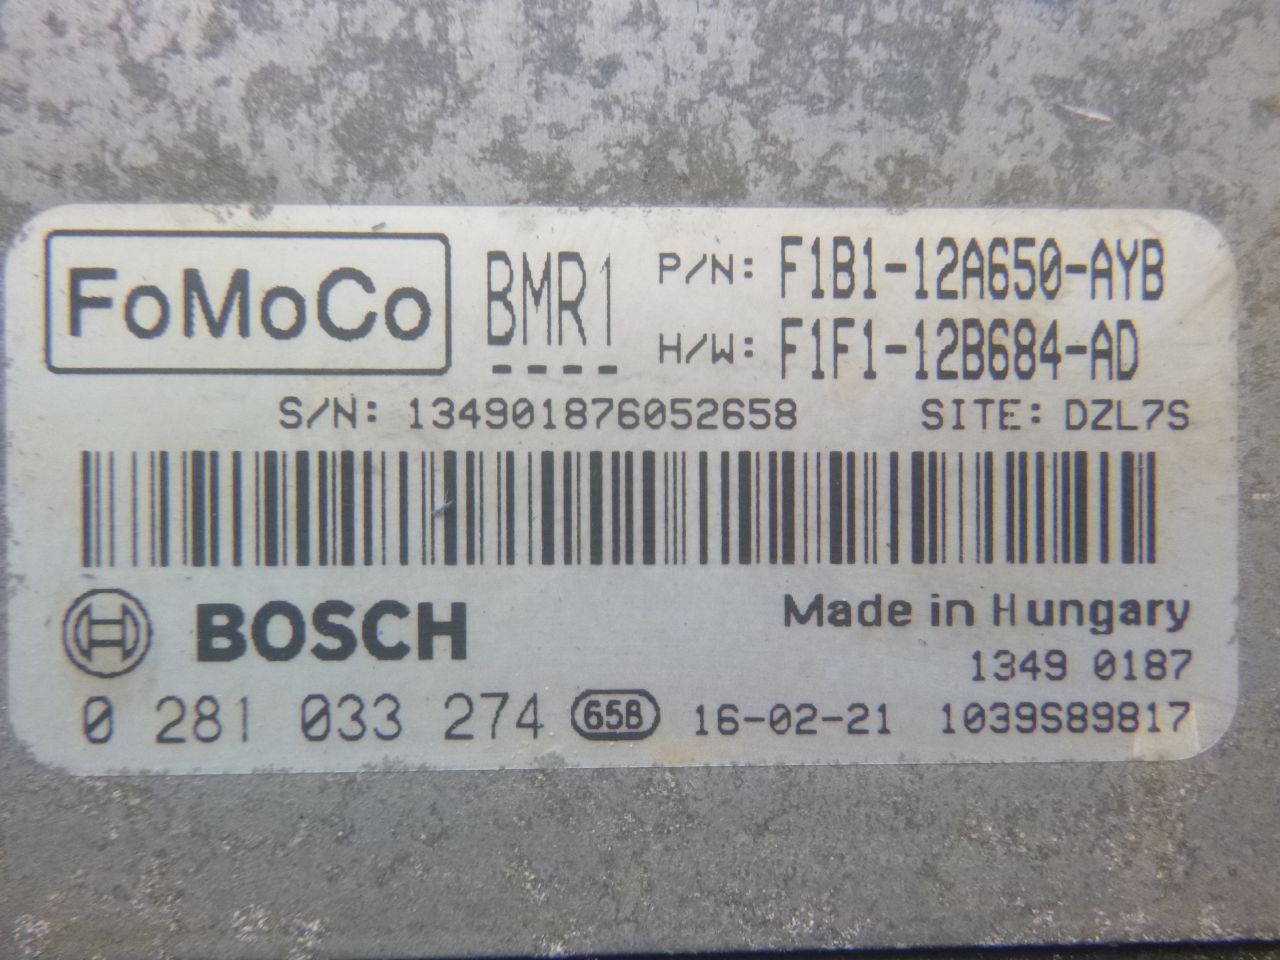 FoMoCo BMR1 P/N: F1B1-12A650-AYB
---- H/W: F1F1-12B684-AD
S/N: 134901876052658 SITE: DZL7S
BOSCH Made in Hungary
1349 0187
0 281 033 274 65B 16-02-21 1039S89817